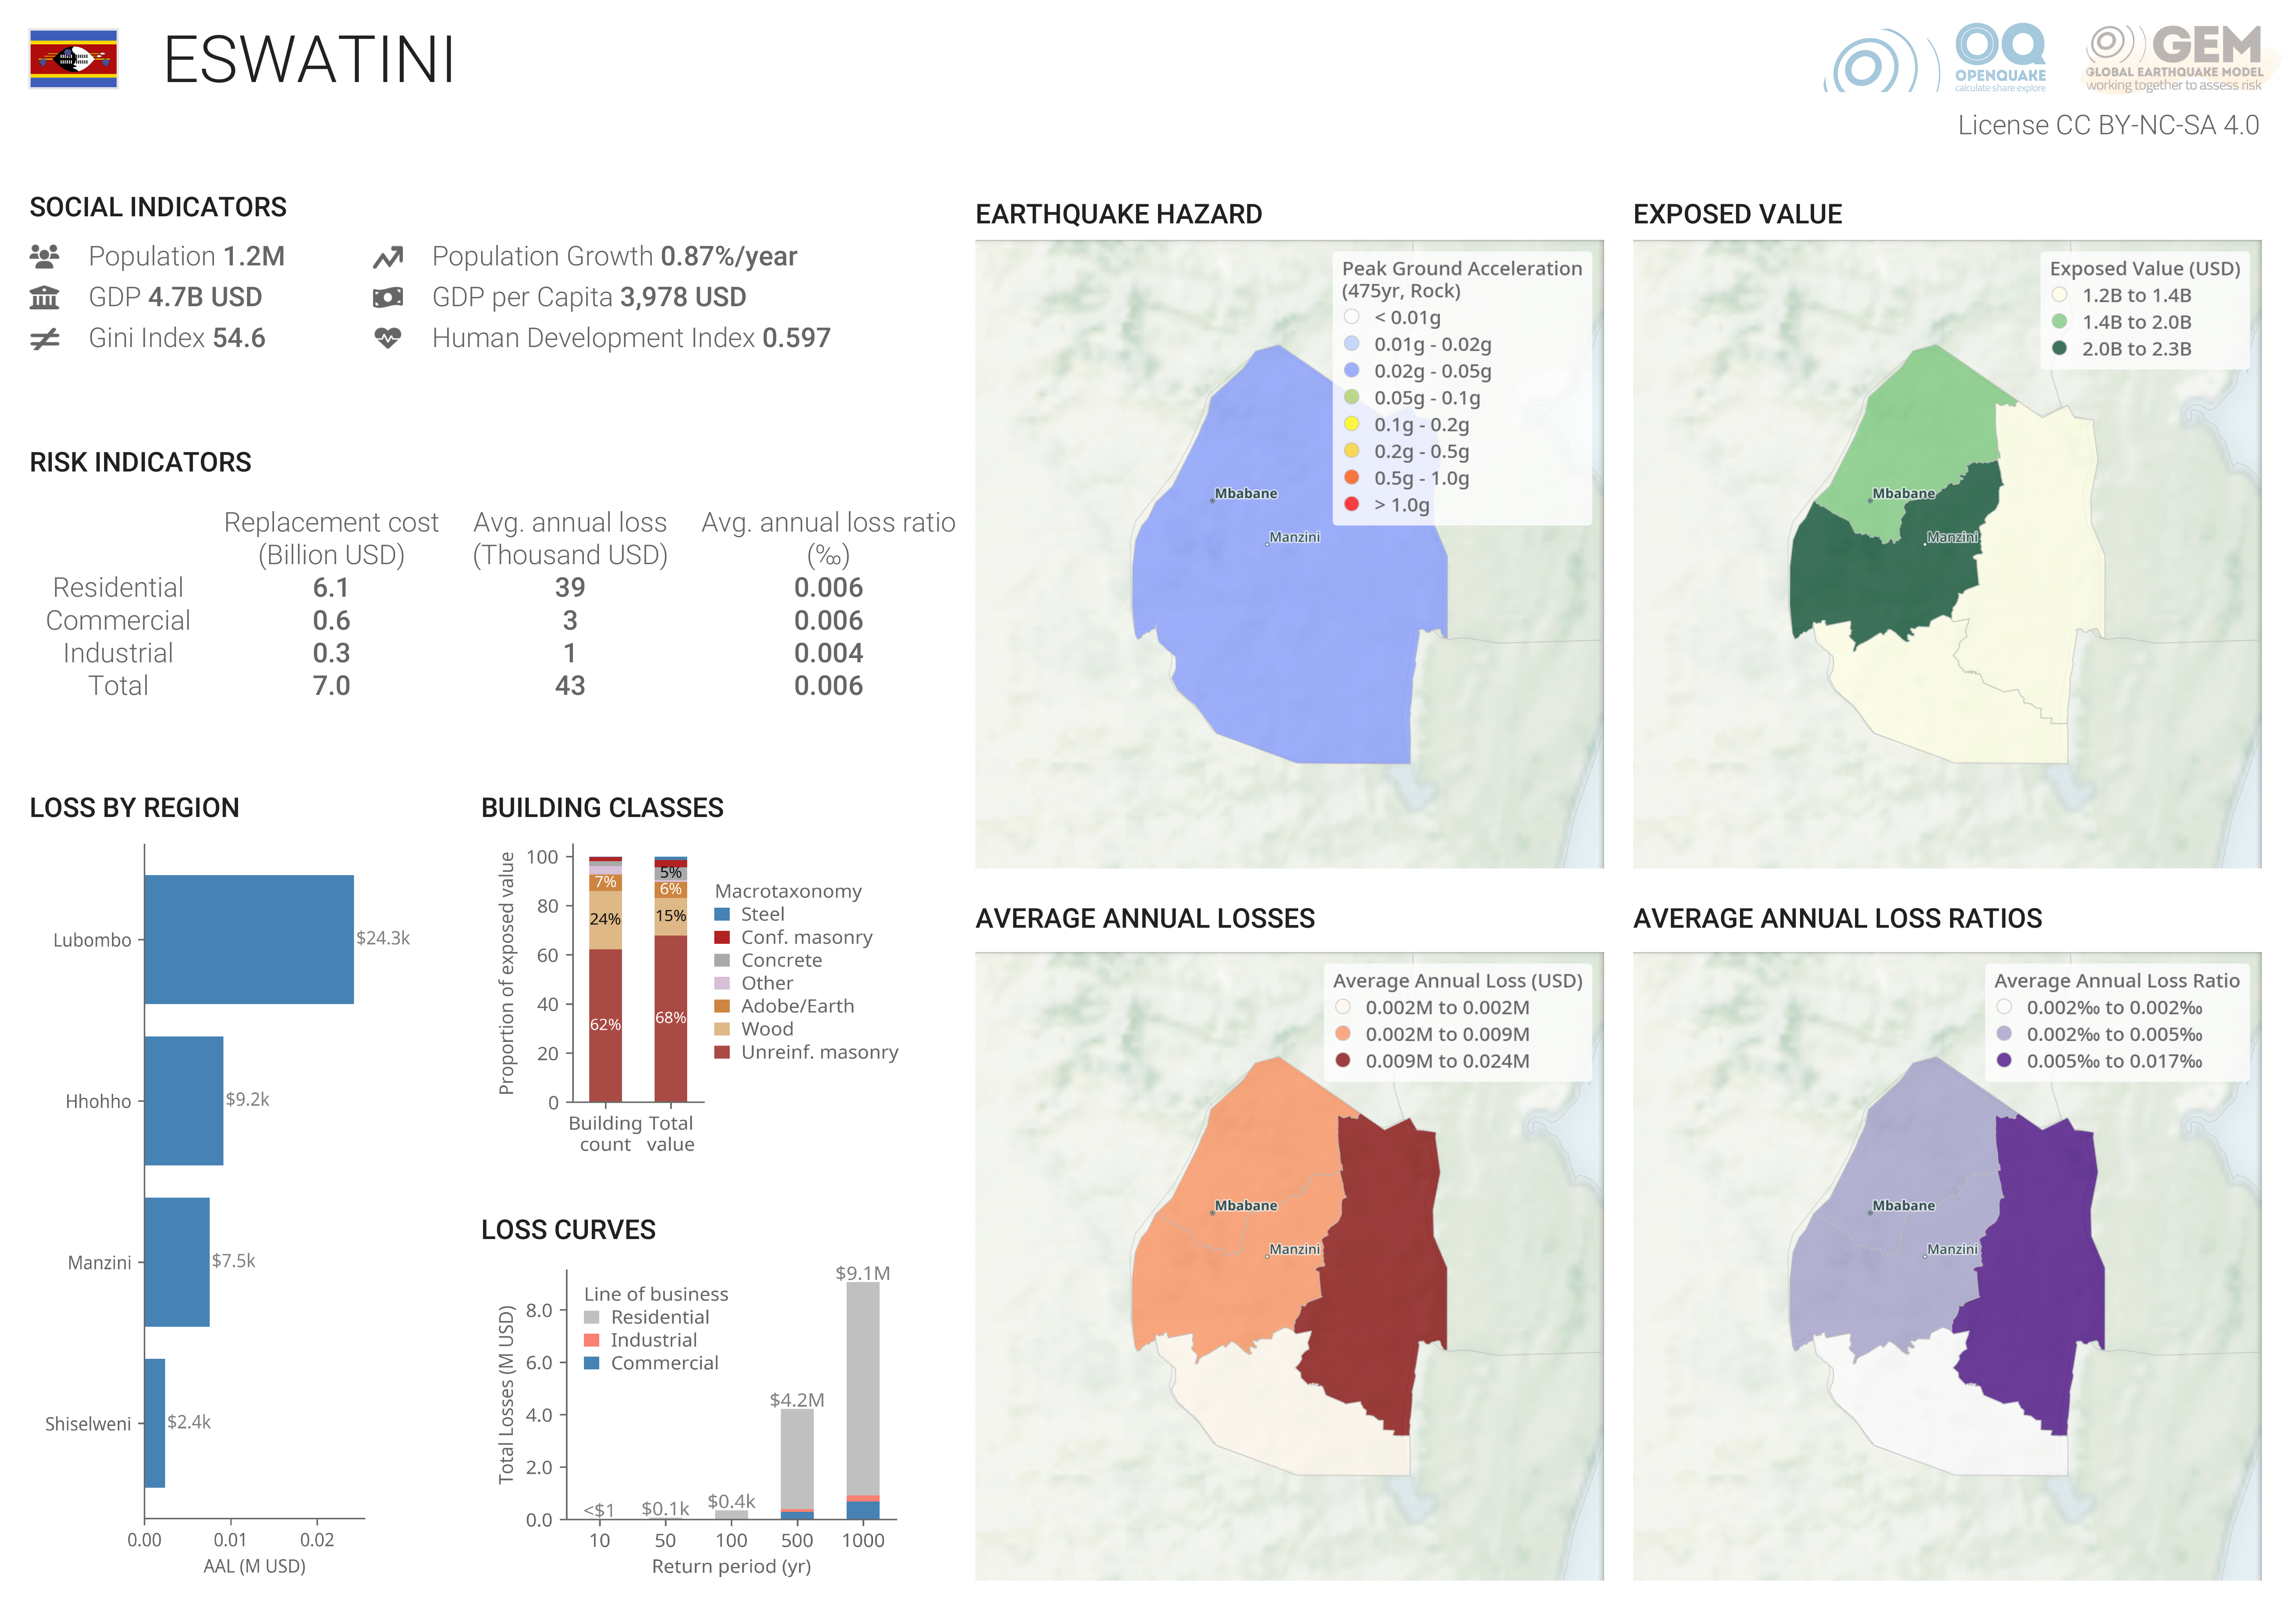 ESWATINI
OQ
OPENQUAKE
calculate share explore
GEM
GLOBAL EARTHQUAKE MODEL
working together to assess risk
License CC BY-NC-SA 4.0
SOCIAL INDICATORS
Population 1.2M
Population Growth 0.87%/year
GDP 4.7B USD
GDP per Capita 3,978 USD
Gini Index 54.6
Human Development Index 0.597
RISK INDICATORS
Replacement cost
(Billion USD)
Avg. annual loss
(Thousand USD)
Avg. annual loss ratio
(‰)
Residential 6.1 39 0.006
Commercial 0.6 3 0.006
Industrial 0.3 1 0.004
Total 7.0 43 0.006
LOSS BY REGION
Lubombo
$24.3k
Hhohho
$9.2k
Manzini
$7.5k
Shiselweni
$2.4k
0.00 0.01 0.02
AAL (M USD)
BUILDING CLASSES
Proportion of exposed value
100
80
60
40
20
0
7%
24%
62%
5%
6%
15%
68%
Building
count
Total
value
Macrotaxonomy
Steel
Conf. masonry
Concrete
Other
Adobe/Earth
Wood
Unreinf. masonry
LOSS CURVES
Total Losses (M USD)
8.0
6.0
4.0
2.0
0.0
Line of business
Residential
Industrial
Commercial
<$1
$0.1k
$0.4k
$4.2M
$9.1M
10 50 100 500 1000
Return period (yr)
EARTHQUAKE HAZARD
Peak Ground Acceleration
(475yr, Rock)
< 0.01g
0.01g - 0.02g
0.02g - 0.05g
0.05g - 0.1g
0.1g - 0.2g
0.2g - 0.5g
0.5g - 1.0g
> 1.0g
Mbabane
Manzini
EXPOSED VALUE
Exposed Value (USD)
1.2B to 1.4B
1.4B to 2.0B
2.0B to 2.3B
Mbabane
Manzini
AVERAGE ANNUAL LOSSES
Average Annual Loss (USD)
0.002M to 0.002M
0.002M to 0.009M
0.009M to 0.024M
Mbabane
Manzini
AVERAGE ANNUAL LOSS RATIOS
Average Annual Loss Ratio
0.002‰ to 0.002‰
0.002‰ to 0.005‰
0.005‰ to 0.017‰
Mbabane
Manzini